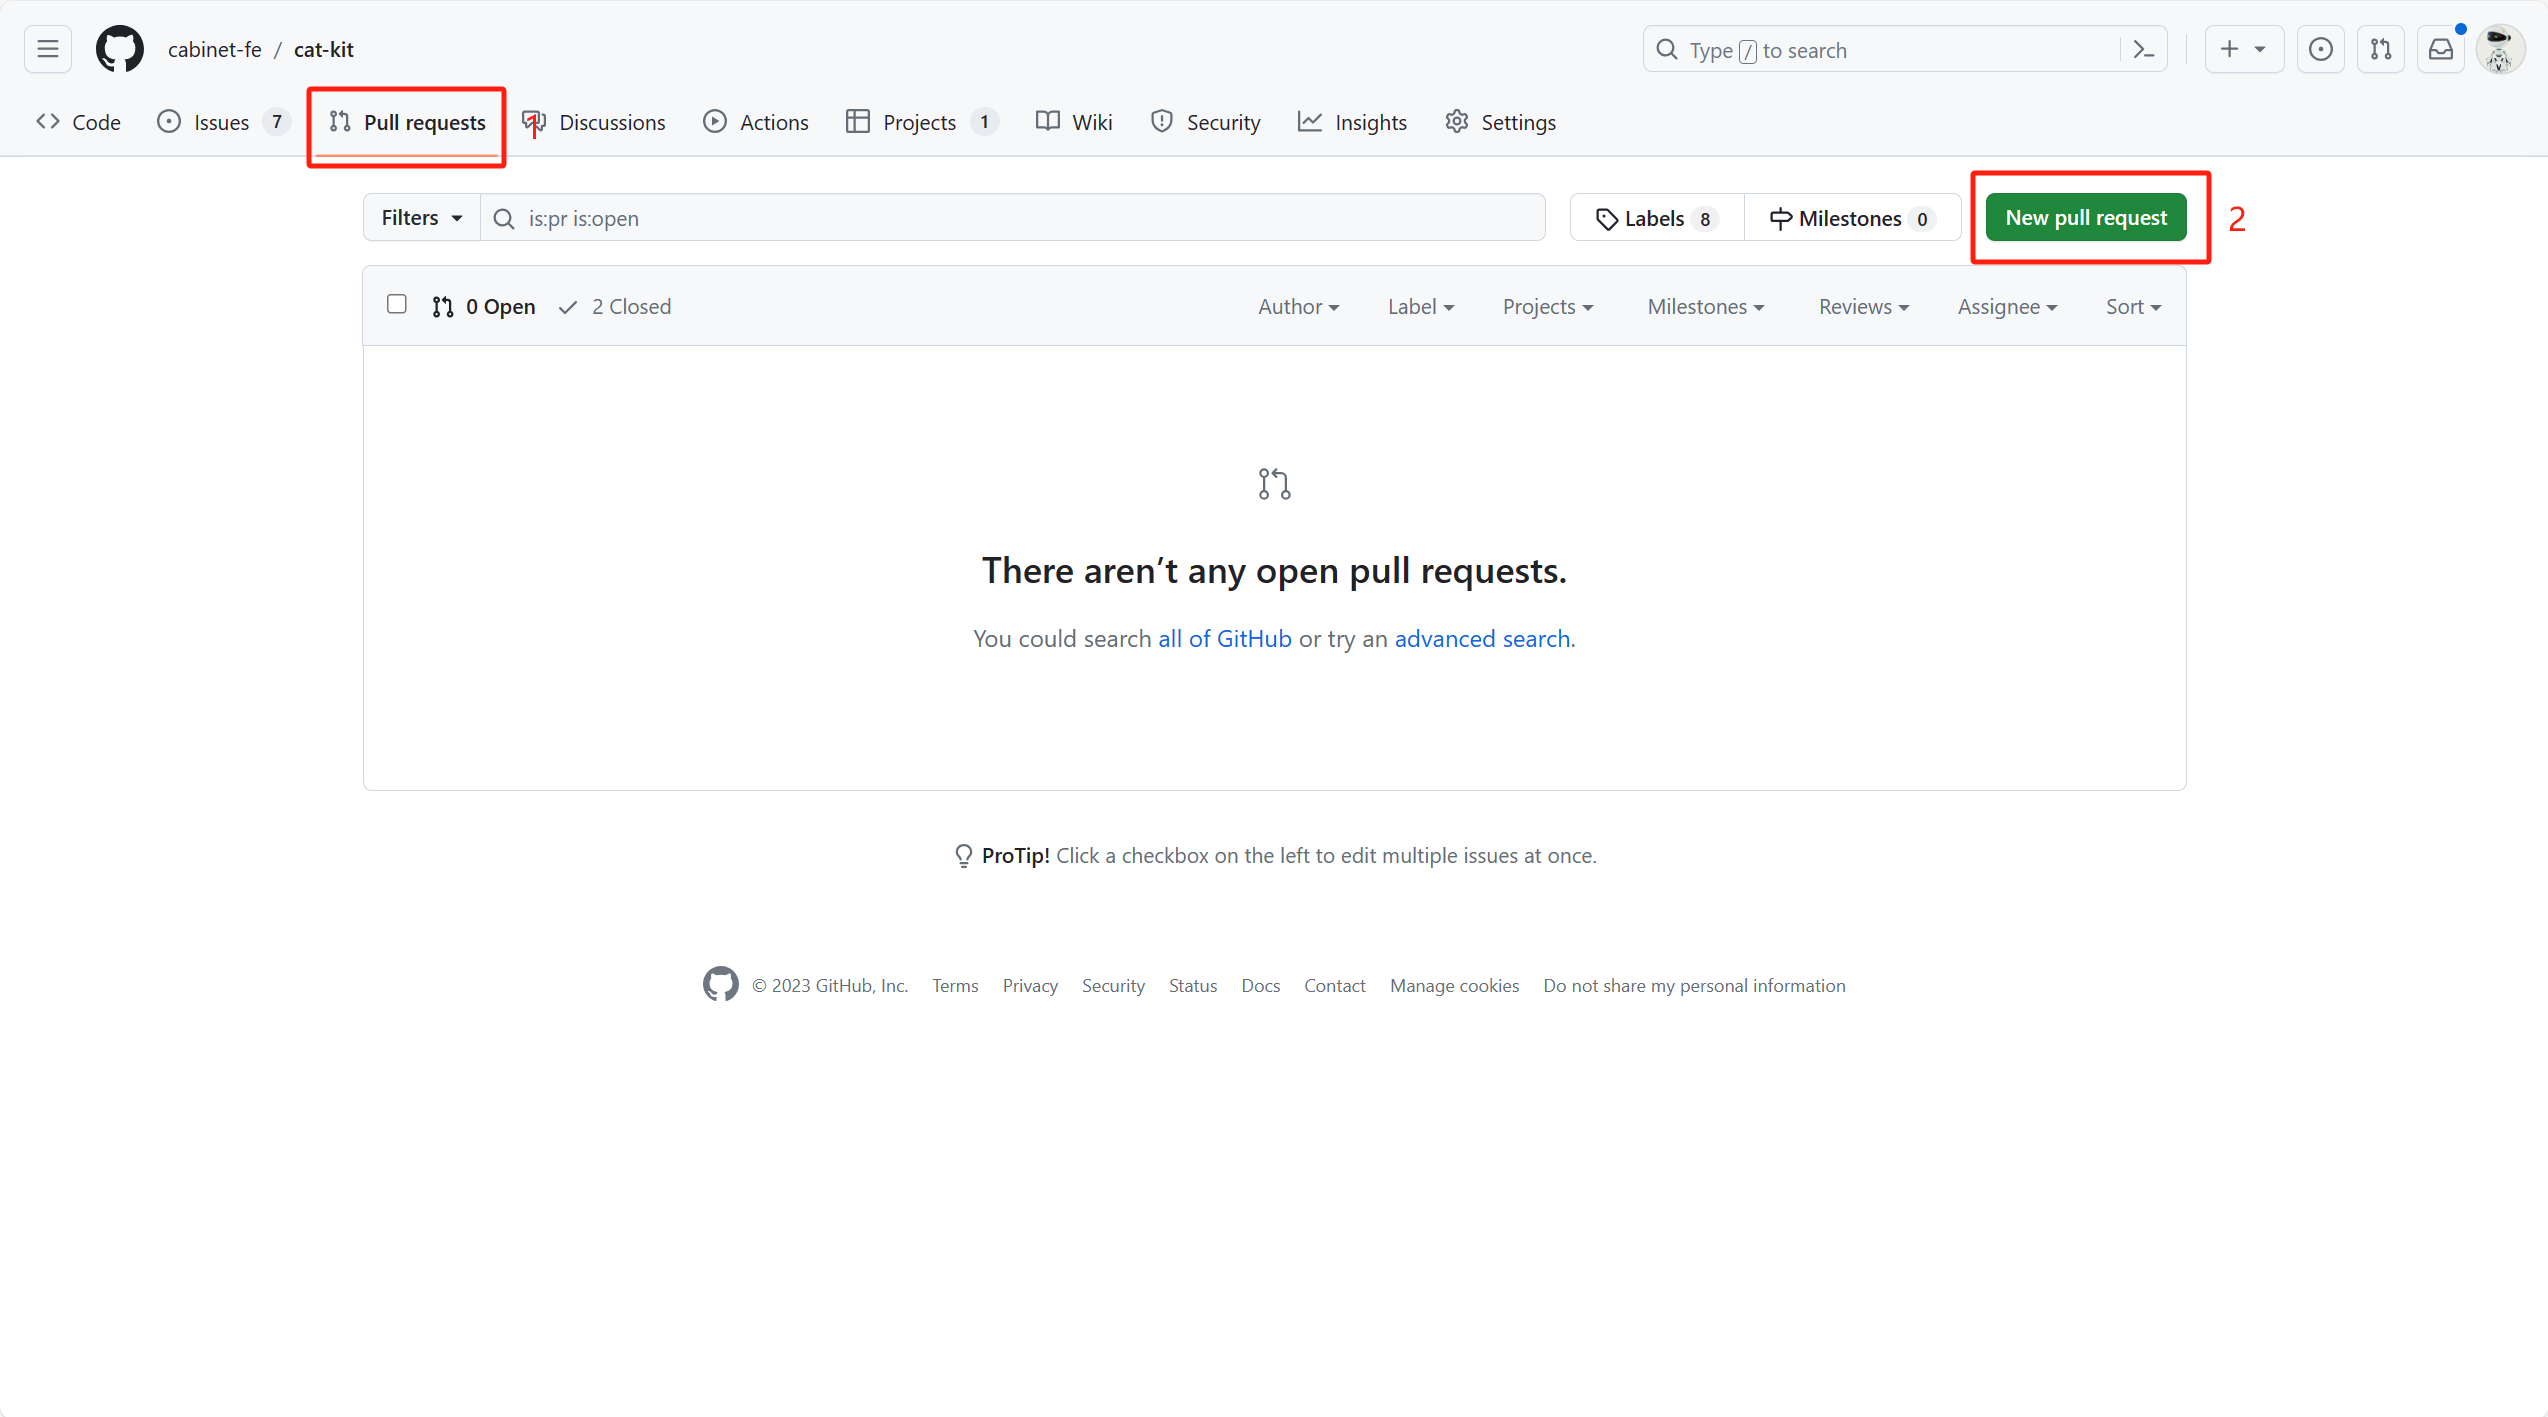 cabinet-fe / cat-kit
Type / to search
Code Issues 7 Pull requests 1 Discussions Actions Projects 1 Wiki Security Insights Settings
Filters is:pr is:open Labels 8 Milestones 0 New pull request 2
0 Open 2 Closed Author Label Projects Milestones Reviews Assignee Sort
There aren’t any open pull requests.
You could search all of GitHub or try an advanced search.
ProTip! Click a checkbox on the left to edit multiple issues at once.
© 2023 GitHub, Inc. Terms Privacy Security Status Docs Contact Manage cookies Do not share my personal information